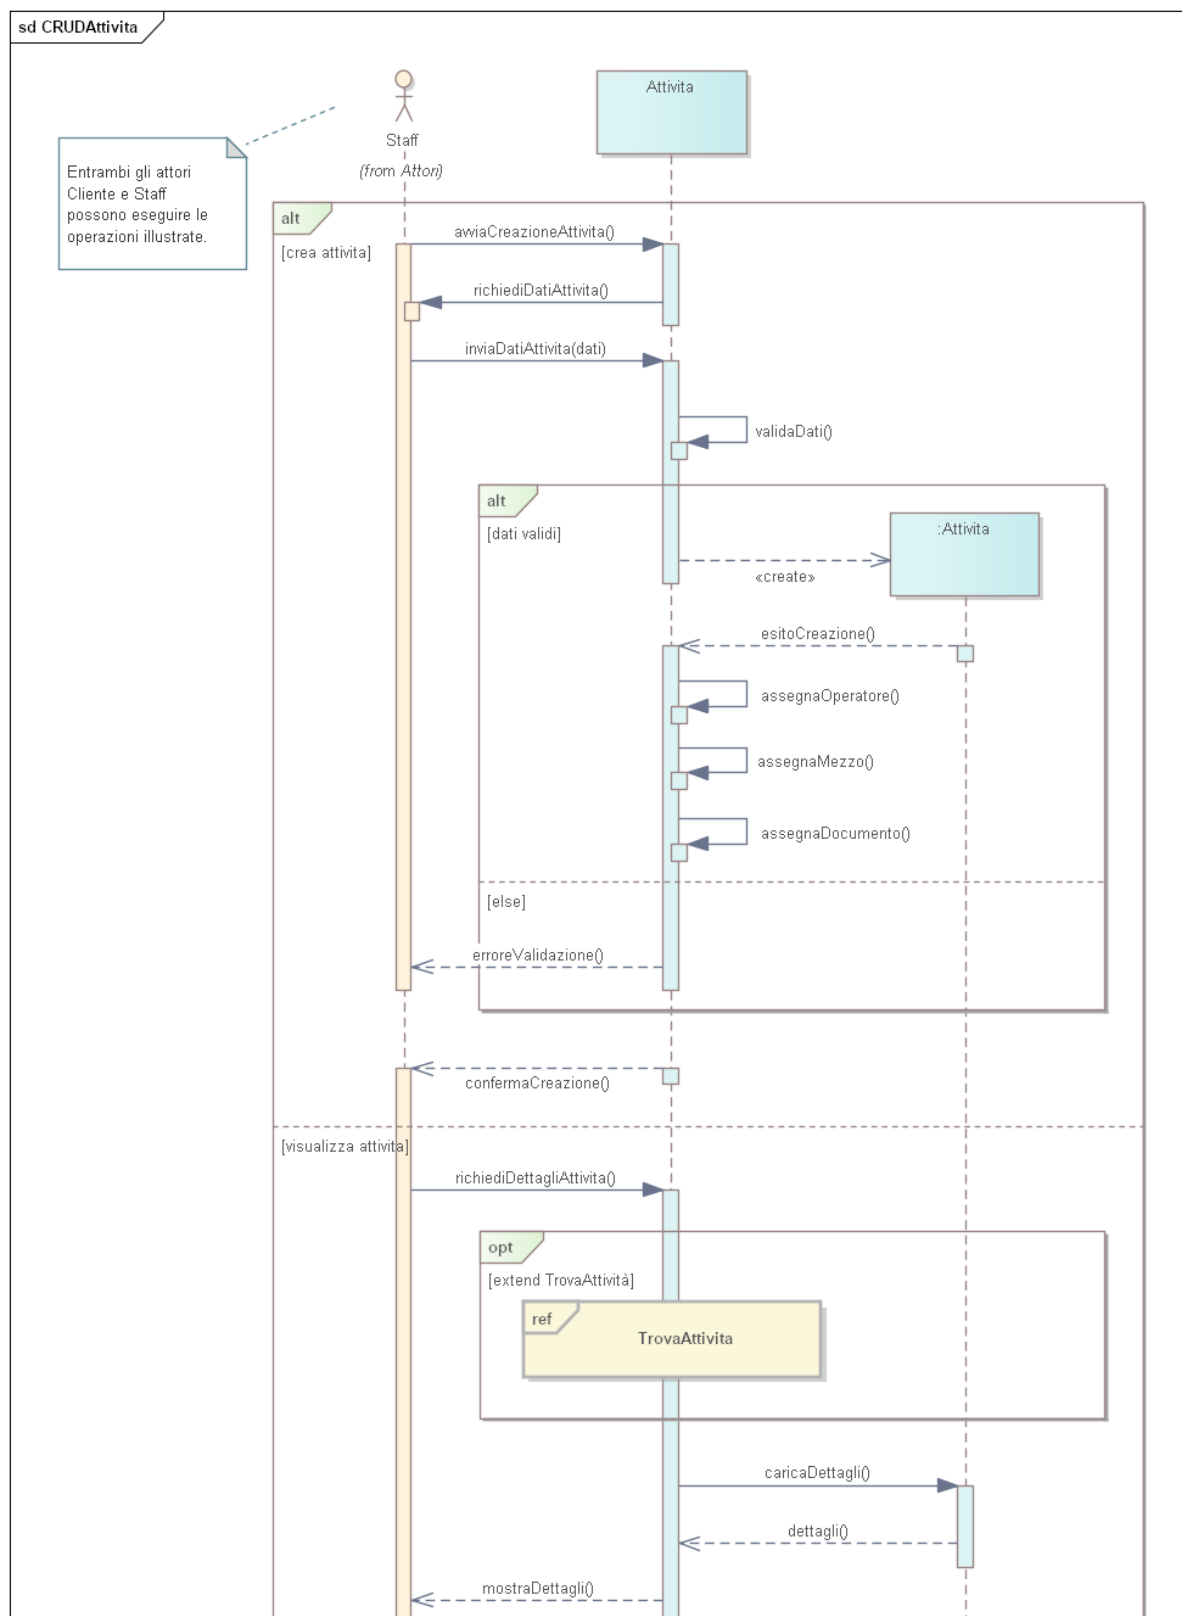 sd CRUDAttivita
Staff
(from Attori)
Attivita
Entrambi gli attori
Cliente e Staff
possono eseguire le
operazioni illustrate.
alt
[crea attivita]
avviaCreazioneAttivita()
richiediDatiAttivita()
inviaDatiAttivita(dati)
validaDati()
alt
[dati validi]
:Attivita
«create»
esitoCreazione()
assegnaOperatore()
assegnaMezzo()
assegnaDocumento()
[else]
erroreValidazione()
confermaCreazione()
[visualizza attivita]
richiediDettagliAttivita()
opt
[extend TrovaAttività]
ref
TrovaAttivita
caricaDettagli()
dettagli()
mostraDettagli()